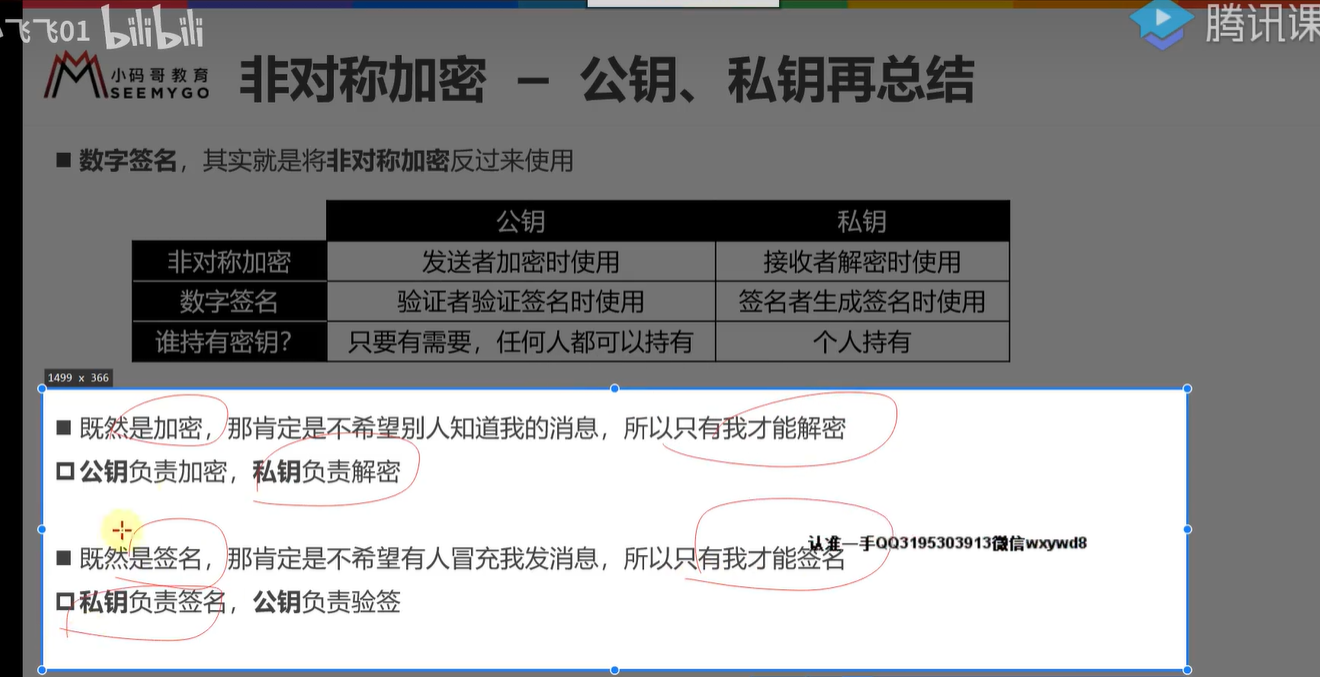 飞飞01 bilibili
腾讯课
小码哥教育
SEEMYGO
非对称加密 – 公钥、私钥再总结
■ 数字签名，其实就是将非对称加密反过来使用
公钥 私钥
非对称加密 发送者加密时使用 接收者解密时使用
数字签名 验证者验证签名时使用 签名者生成签名时使用
谁持有密钥？ 只要有需要，任何人都可以持有 个人持有
1499 x 366
■ 既然是加密，那肯定是不希望别人知道我的消息，所以只有我才能解密
公钥负责加密，私钥负责解密
■ 既然是签名，那肯定是不希望有人冒充我发消息，所以只有我才能签名
认准一手QQ3195303913微信wxywd8
私钥负责签名，公钥负责验签